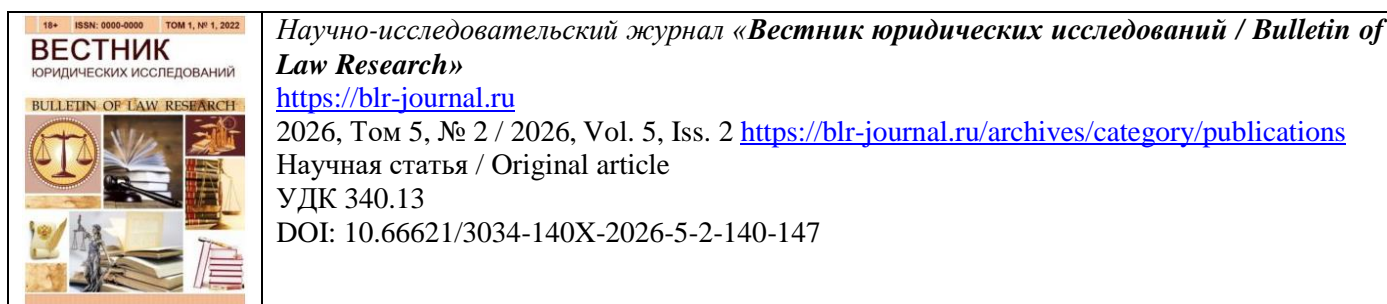 18+ ISSN: 0000-0000 ТОМ 1, № 1, 2022
ВЕСТНИК
ЮРИДИЧЕСКИХ ИССЛЕДОВАНИЙ
BULLETIN OF LAW RESEARCH
Научно-исследовательский журнал «Вестник юридических исследований / Bulletin of
Law Research»
https://blr-journal.ru
2026, Том 5, № 2 / 2026, Vol. 5, Iss. 2 https://blr-journal.ru/archives/category/publications
Научная статья / Original article
УДК 340.13
DOI: 10.66621/3034-140X-2026-5-2-140-147